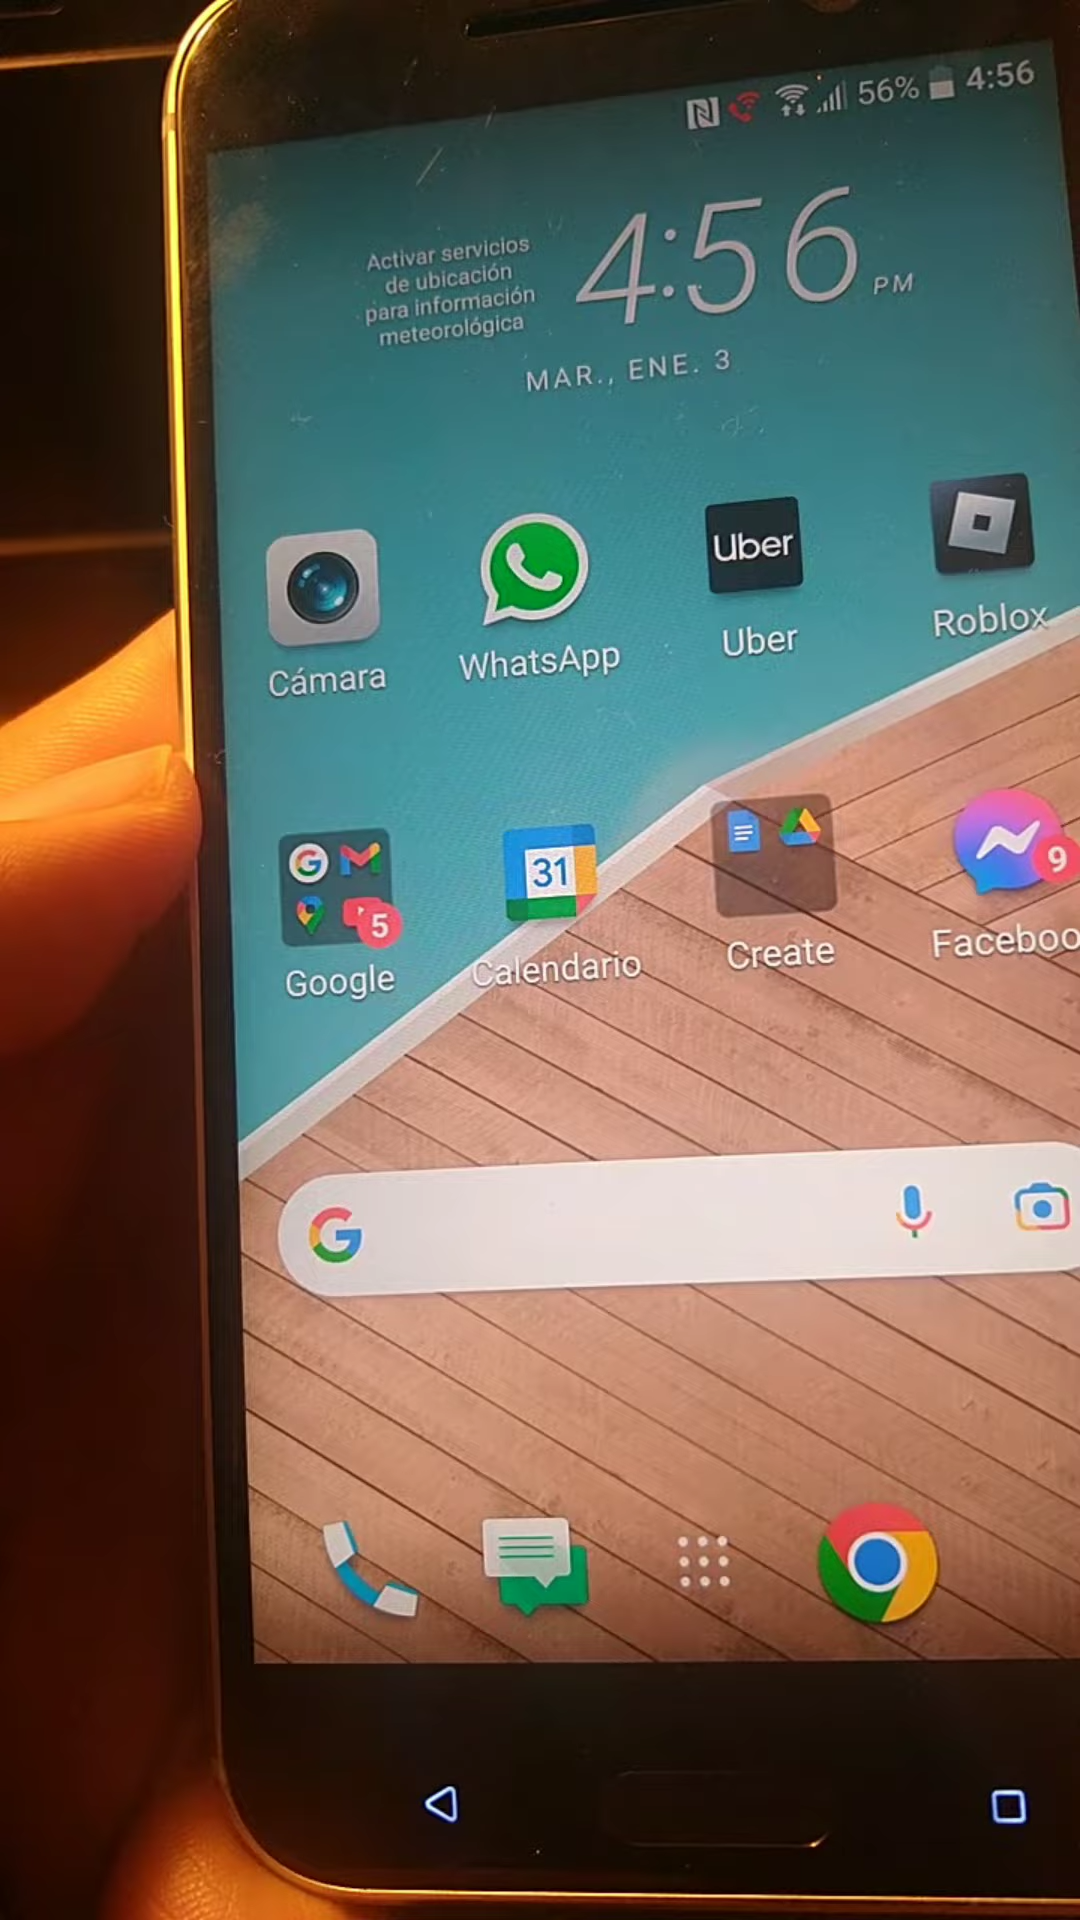 56% 4:56
Activar servicios
de ubicación
para información
meteorológica
4:56 PM
MAR., ENE. 3
Uber
Cámara
WhatsApp
Uber
Roblox
31
9
5
Google
Calendario
Create
Faceboo